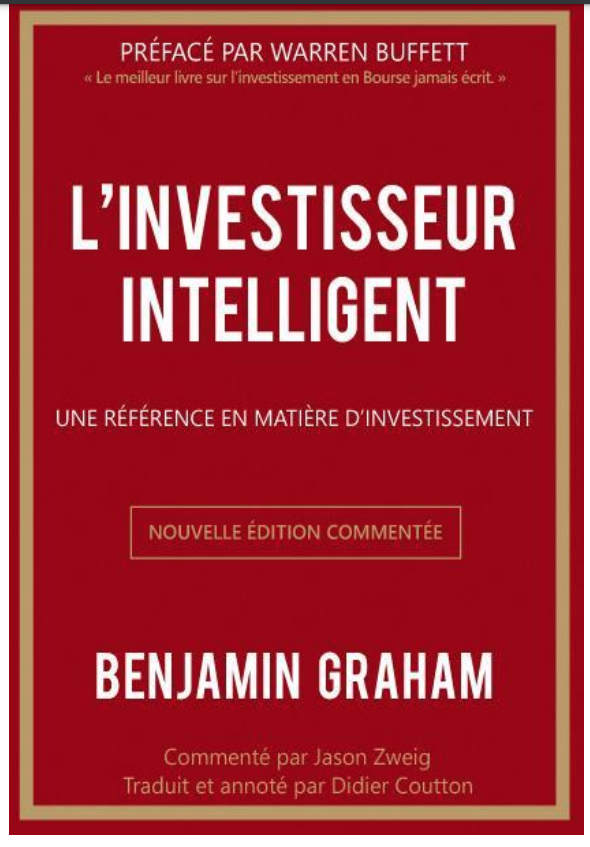 PRÉFACÉ PAR WARREN BUFFETT
« Le meilleur livre sur l'investissement en Bourse jamais écrit. »
L'INVESTISSEUR
INTELLIGENT
UNE RÉFÉRENCE EN MATIÈRE D'INVESTISSEMENT
NOUVELLE ÉDITION COMMENTÉE
BENJAMIN GRAHAM
Commenté par Jason Zweig
Traduit et annoté par Didier Coutton